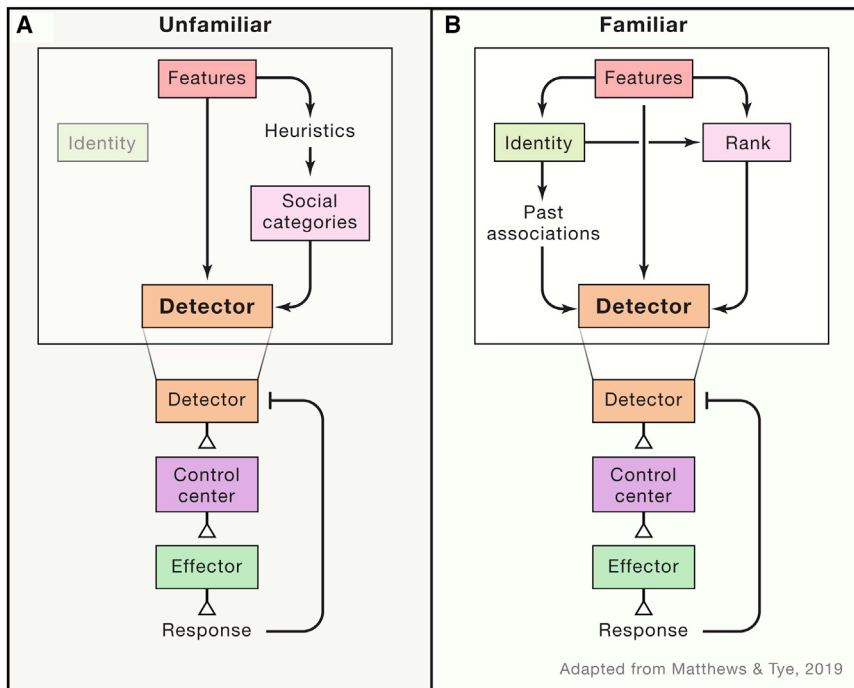 A
Unfamiliar
Features
Heuristics
Identity
Social
categories
Detector
Detector
Control
center
Effector
Response
B
Familiar
Features
Identity
Rank
Past
associations
Detector
Detector
Control
center
Effector
Response
Adapted from Matthews & Tye, 2019